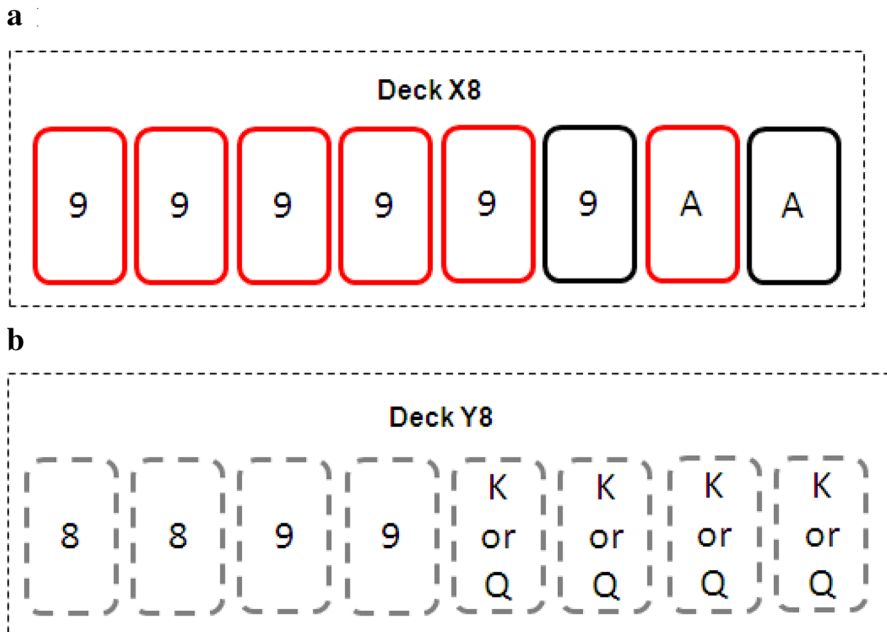 a
Deck X8
9 9 9 9 9 9 A A
b
Deck Y8
8 8 9 9 K or Q K or Q K or Q K or Q